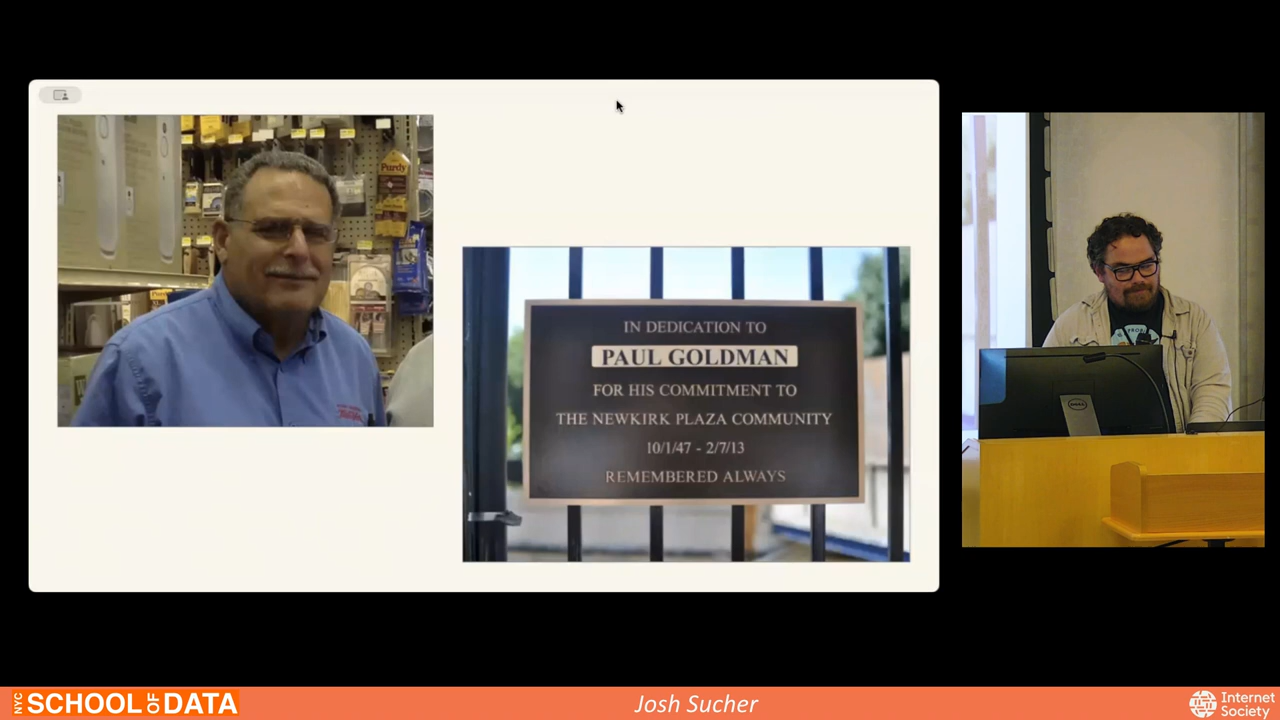 Purdy
IN DEDICATION TO
PAUL GOLDMAN
FOR HIS COMMITMENT TO
THE NEWKIRK PLAZA COMMUNITY
10/1/47 - 2/7/13
REMEMBERED ALWAYS
DELL
NYC SCHOOL OF DATA
Josh Sucher
Internet
Society